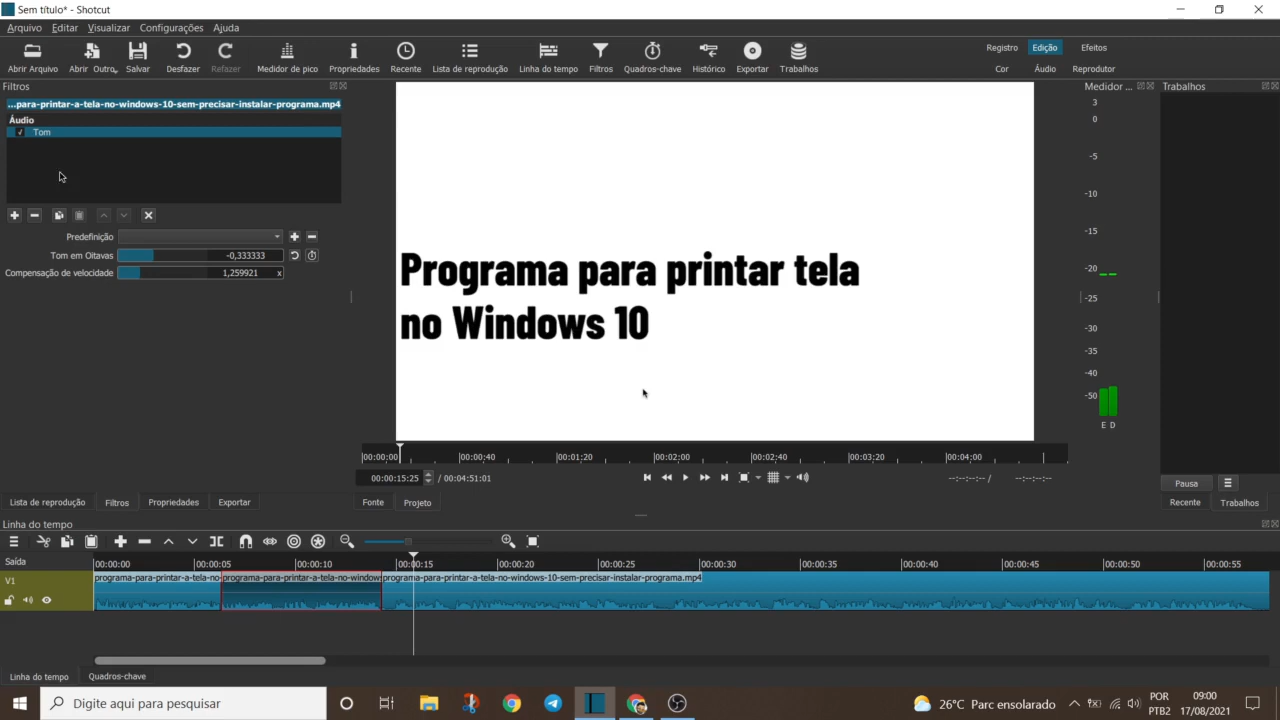 Sem título* - Shotcut
Arquivo Editar Visualizar Configurações Ajuda
Abrir Arquivo Abrir Outro. Salvar Desfazer Refazer Medidor de pico Propriedades Recente Lista de reprodução Linha do tempo Filtros Quadros-chave Histórico Exportar Trabalhos
Registro Edição Efeitos
Cor Áudio Reprodutor
Filtros
...para-printar-a-tela-no-windows-10-sem-precisar-instalar-programa.mp4
Áudio
Tom
Predefinição
Tom em Oitavas -0,333333
Compensação de velocidade 1,259921 x
Programa para printar tela
no Windows 10
Medidor ...
3
0
-5
-10
-15
-20
-25
-30
-35
-40
-50
E D
Trabalhos
00:00:00 00:00:40 00:01:20 00:02:00 00:02:40 00:03:20 00:04:00
00:00:15:25 / 00:04:51:01
--:--:--:-- / --:--:--:--
Pausa
Lista de reprodução Filtros Propriedades Exportar
Fonte Projeto
Recente Trabalhos
Linha do tempo
Saída
00:00:00 00:00:05 00:00:10 00:00:15 00:00:20 00:00:25 00:00:30 00:00:35 00:00:40 00:00:45 00:00:50 00:00:55
V1
programa-para-printar-a-tela-no- programa-para-printar-a-tela-no-window programa-para-printar-a-tela-no-windows-10-sem-precisar-instalar-programa.mp4
Linha do tempo Quadros-chave
Digite aqui para pesquisar
26°C Parc ensolarado
POR
PTB2
09:00
17/08/2021